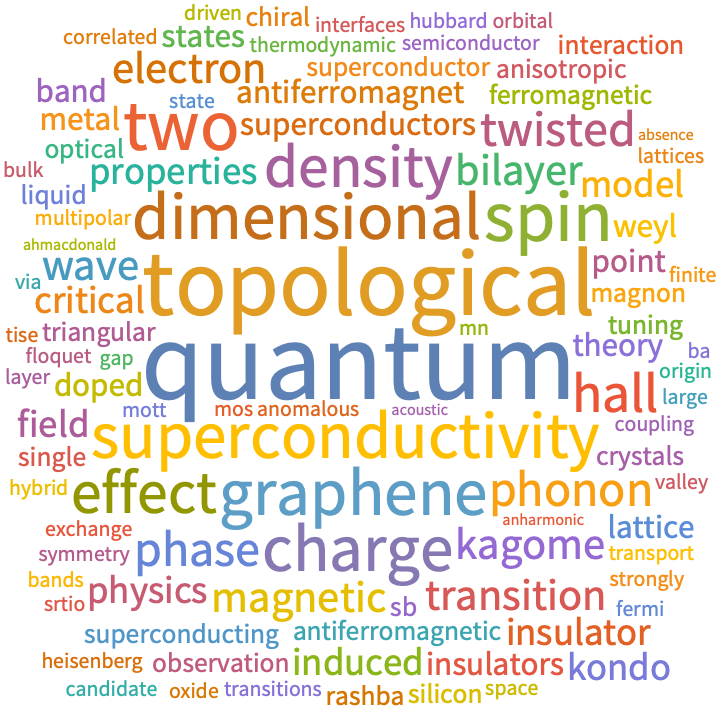 driven chiral interfaces hubbard orbital
correlated states thermodynamic semiconductor interaction
electron superconductor anisotropic
band state antiferromagnet ferromagnetic
metal two superconductors twisted absence
optical lattices
bulk properties density bilayer model
liquid
multipolar dimensional spin weyl
ahmacdonald
via wave topological point finite
critical magnon
tise triangular mn tuning
floquet gap quantum theory ba
layer doped hall origin
mott mos anomalous acoustic large
field superconductivity coupling
single crystals
hybrid effect graphene phonon valley
exchange anharmonic lattice
symmetry phase charge kagome transport
bands physics magnetic transition strongly
srtio sb fermi
superconducting antiferromagnetic insulator
heisenberg observation induced insulators kondo
candidate oxide transitions rashba silicon space